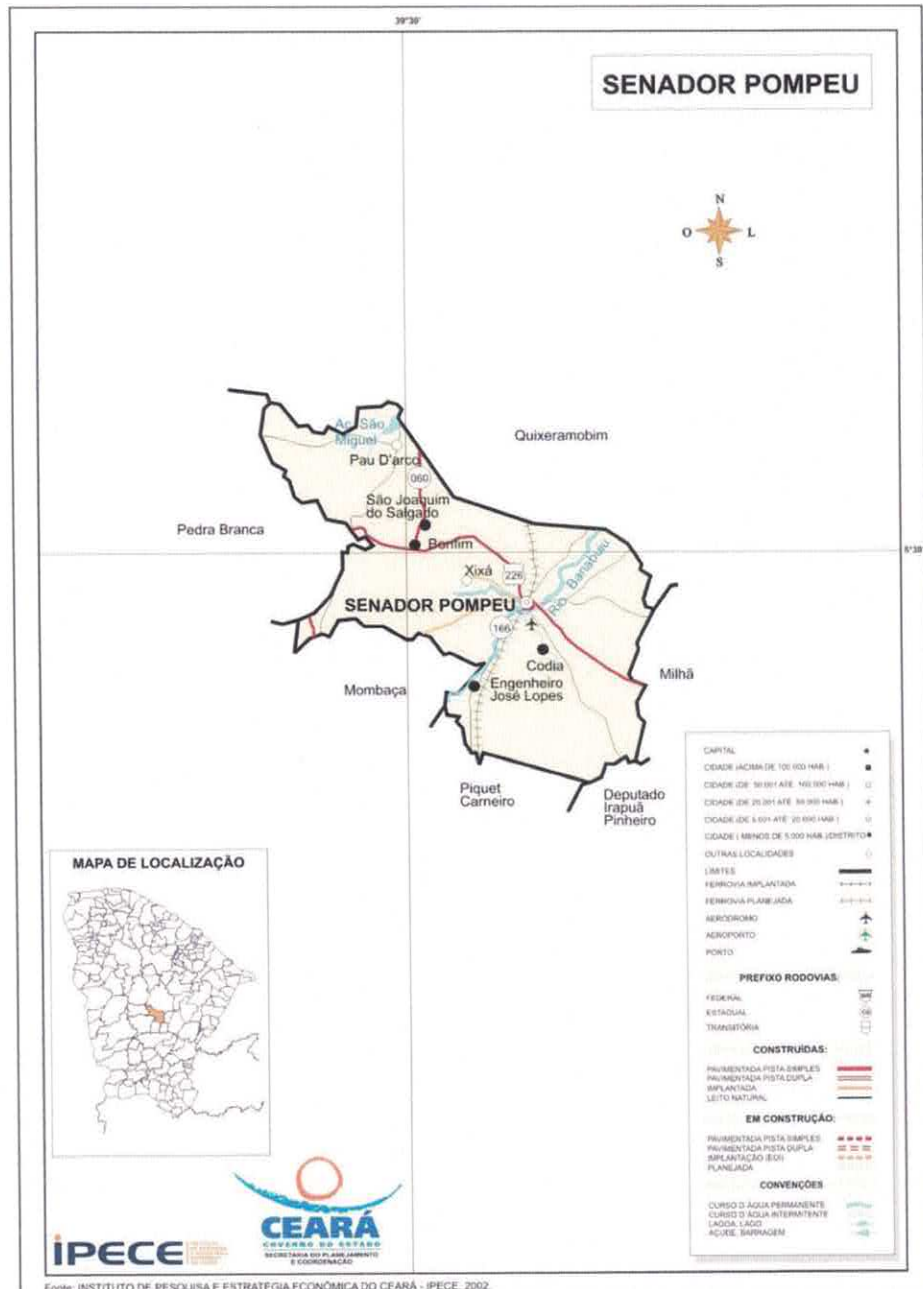 39°30'
SENADOR POMPEU
N
O L
S
Aç. São
Miguel
Quixeramobim
Pau D'arco
060
São Joaquim
do Salgado
Pedra Branca
Bonfim
5°30'
Xixá
226
Rio Banabuiú
SENADOR POMPEU
166
Codia
Milhã
Mombaça
Engenheiro
José Lopes
Piquet
Carneiro
Deputado
Irapuã
Pinheiro
CAPITAL
CIDADE (ACIMA DE 100.000 HAB.)
CIDADE (DE 50.001 ATÉ 100.000 HAB.)
CIDADE (DE 20.001 ATÉ 50.000 HAB.)
CIDADE (DE 5.001 ATÉ 20.000 HAB.)
CIDADE ( MENOS DE 5.000 HAB.)/DISTRITO
OUTRAS LOCALIDADES
LIMITES
FERROVIA IMPLANTADA
FERROVIA PLANEJADA
AERÓDROMO
AEROPORTO
PORTO
PREFIXO RODOVIAS:
FEDERAL
ESTADUAL
TRANSITÓRIA
CONSTRUÍDAS:
PAVIMENTADA PISTA SIMPLES
PAVIMENTADA PISTA DUPLA
IMPLANTADA
LEITO NATURAL
EM CONSTRUÇÃO:
PAVIMENTADA PISTA SIMPLES
PAVIMENTADA PISTA DUPLA
IMPLANTAÇÃO (EOI)
PLANEJADA
CONVENÇÕES
CURSO D'ÁGUA PERMANENTE
CURSO D'ÁGUA INTERMITENTE
LAGOA, LAGO
AÇUDE, BARRAGEM
MAPA DE LOCALIZAÇÃO
IPECE
CEARÁ
GOVERNO DO ESTADO
SECRETARIA DO PLANEJAMENTO
E COORDENAÇÃO
Fonte: INSTITUTO DE PESQUISA E ESTRATÉGIA ECONÔMICA DO CEARÁ - IPECE, 2002.